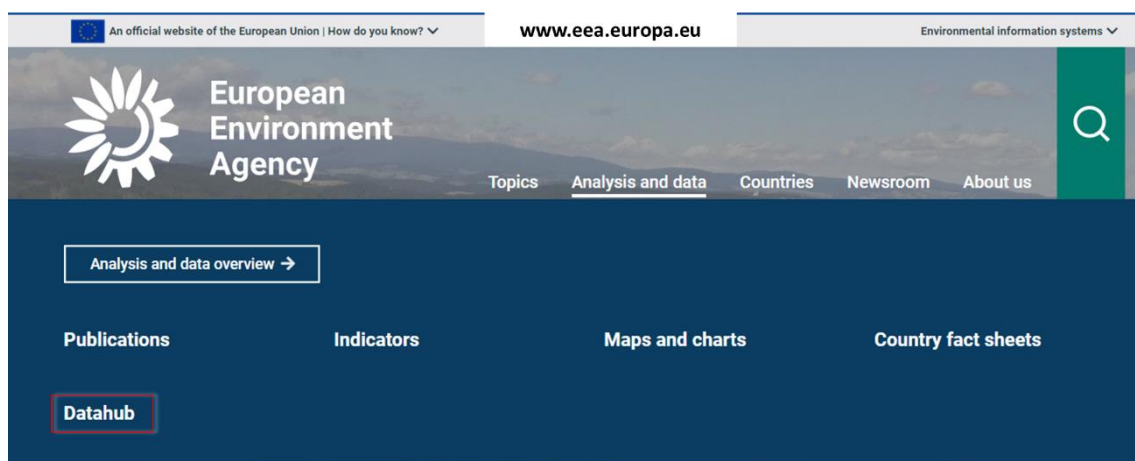 An official website of the European Union | How do you know?
www.eea.europa.eu
Environmental information systems
European
Environment
Agency
Topics Analysis and data Countries Newsroom About us
Analysis and data overview →
Publications Indicators Maps and charts Country fact sheets
Datahub